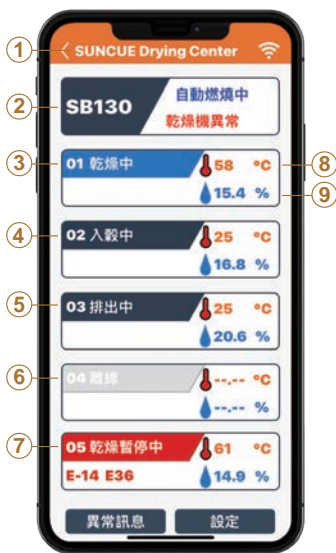 ① < SUNCUE Drying Center
② SB130 自動燃燒中
乾燥機異常
③ 01 乾燥中 58 °C ⑧
15.4 % ⑨
④ 02 入穀中 25 °C
16.8 %
⑤ 03 排出中 25 °C
20.6 %
⑥ 04 離線 --.-- °C
--.-- %
⑦ 05 乾燥暫停中 61 °C
E-14 E36 14.9 %
異常訊息 設定